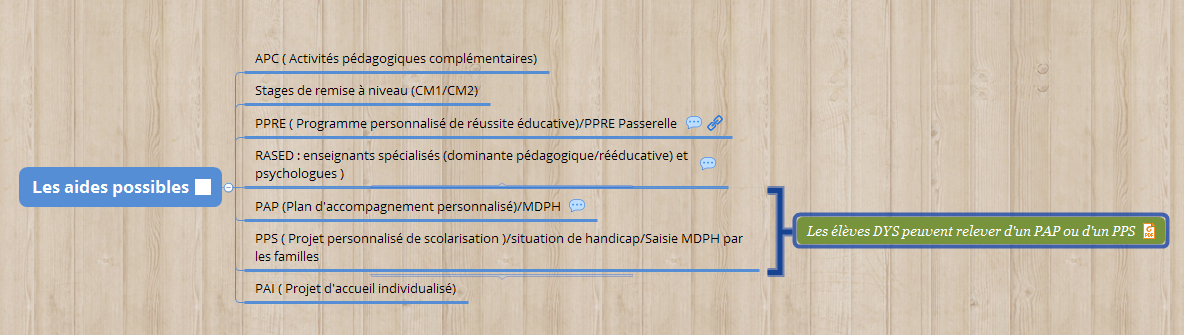 APC ( Activités pédagogiques complémentaires)
Stages de remise à niveau (CM1/CM2)
PPRE ( Programme personnalisé de réussite éducative)/PPRE Passerelle
RASED : enseignants spécialisés (dominante pédagogique/rééducative) et
psychologues )
Les aides possibles
PAP (Plan d'accompagnement personnalisé)/MDPH
PPS ( Projet personnalisé de scolarisation )/situation de handicap/Saisie MDPH par
les familles
Les élèves DYS peuvent relever d'un PAP ou d'un PPS
PAI ( Projet d'accueil individualisé)